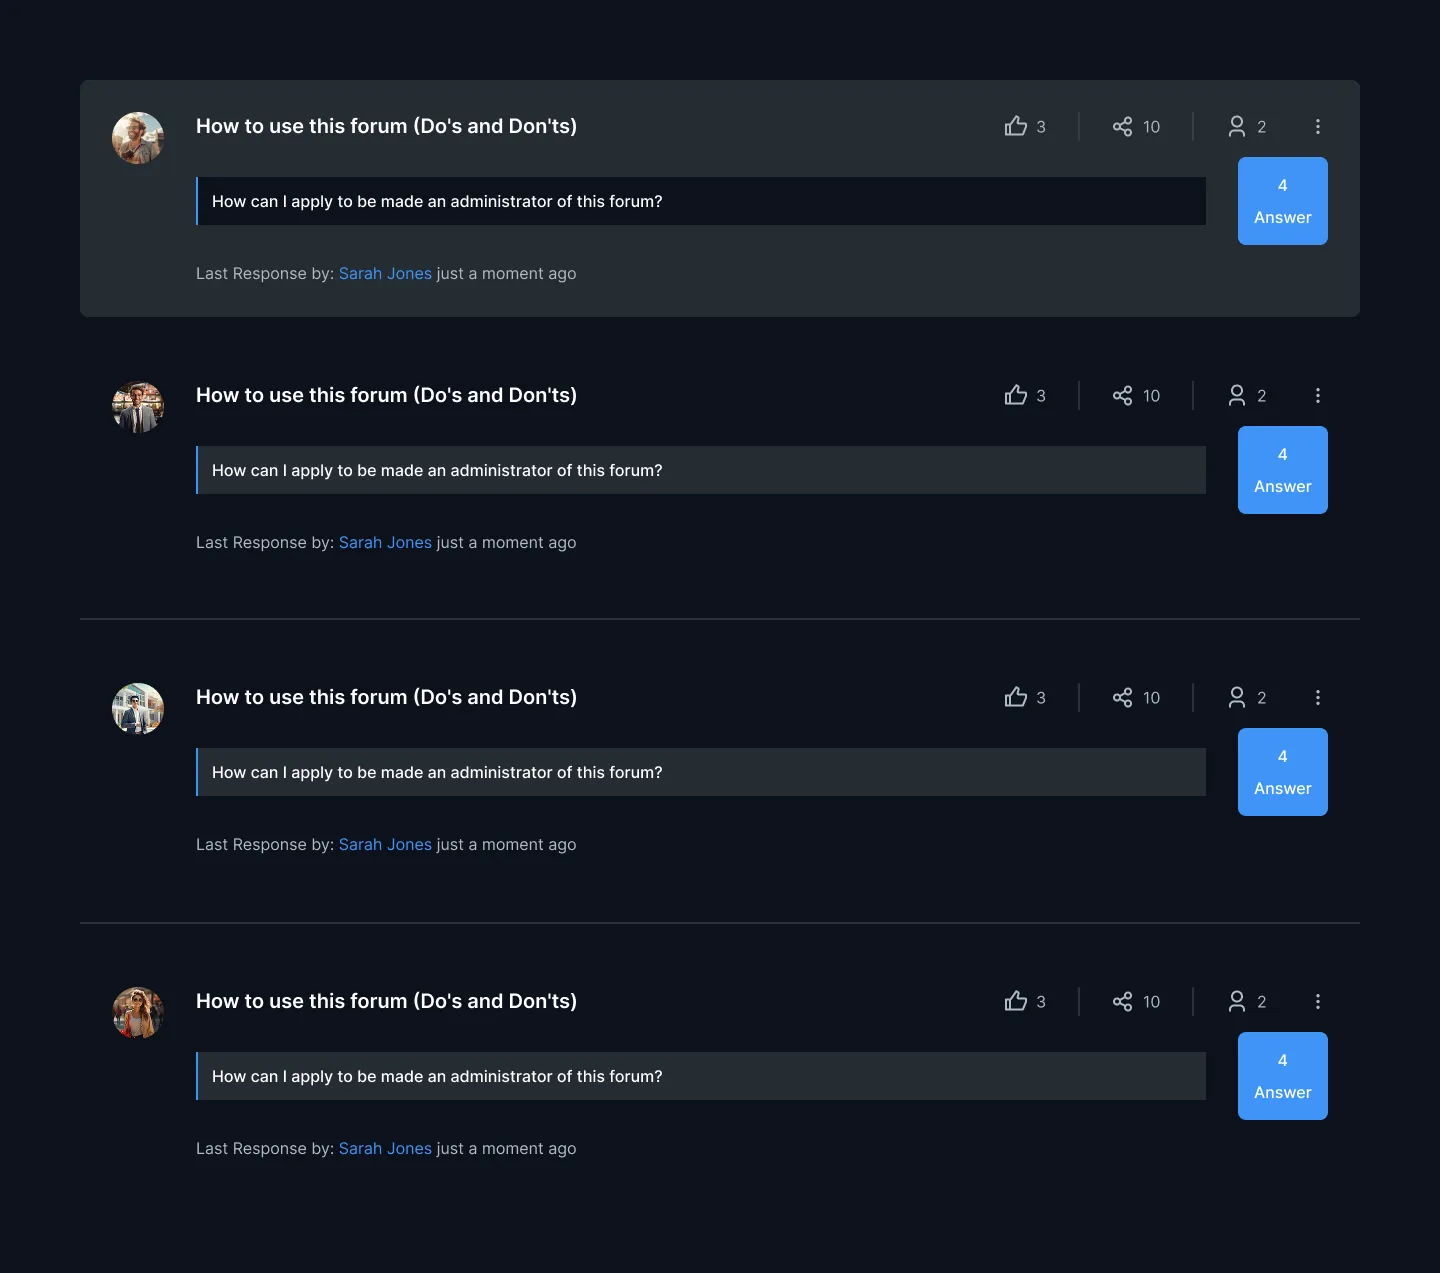 How to use this forum (Do's and Don'ts)
3
10
2
How can I apply to be made an administrator of this forum?
4
Answer
Last Response by: Sarah Jones just a moment ago
How to use this forum (Do's and Don'ts)
3
10
2
How can I apply to be made an administrator of this forum?
4
Answer
Last Response by: Sarah Jones just a moment ago
How to use this forum (Do's and Don'ts)
3
10
2
How can I apply to be made an administrator of this forum?
4
Answer
Last Response by: Sarah Jones just a moment ago
How to use this forum (Do's and Don'ts)
3
10
2
How can I apply to be made an administrator of this forum?
4
Answer
Last Response by: Sarah Jones just a moment ago